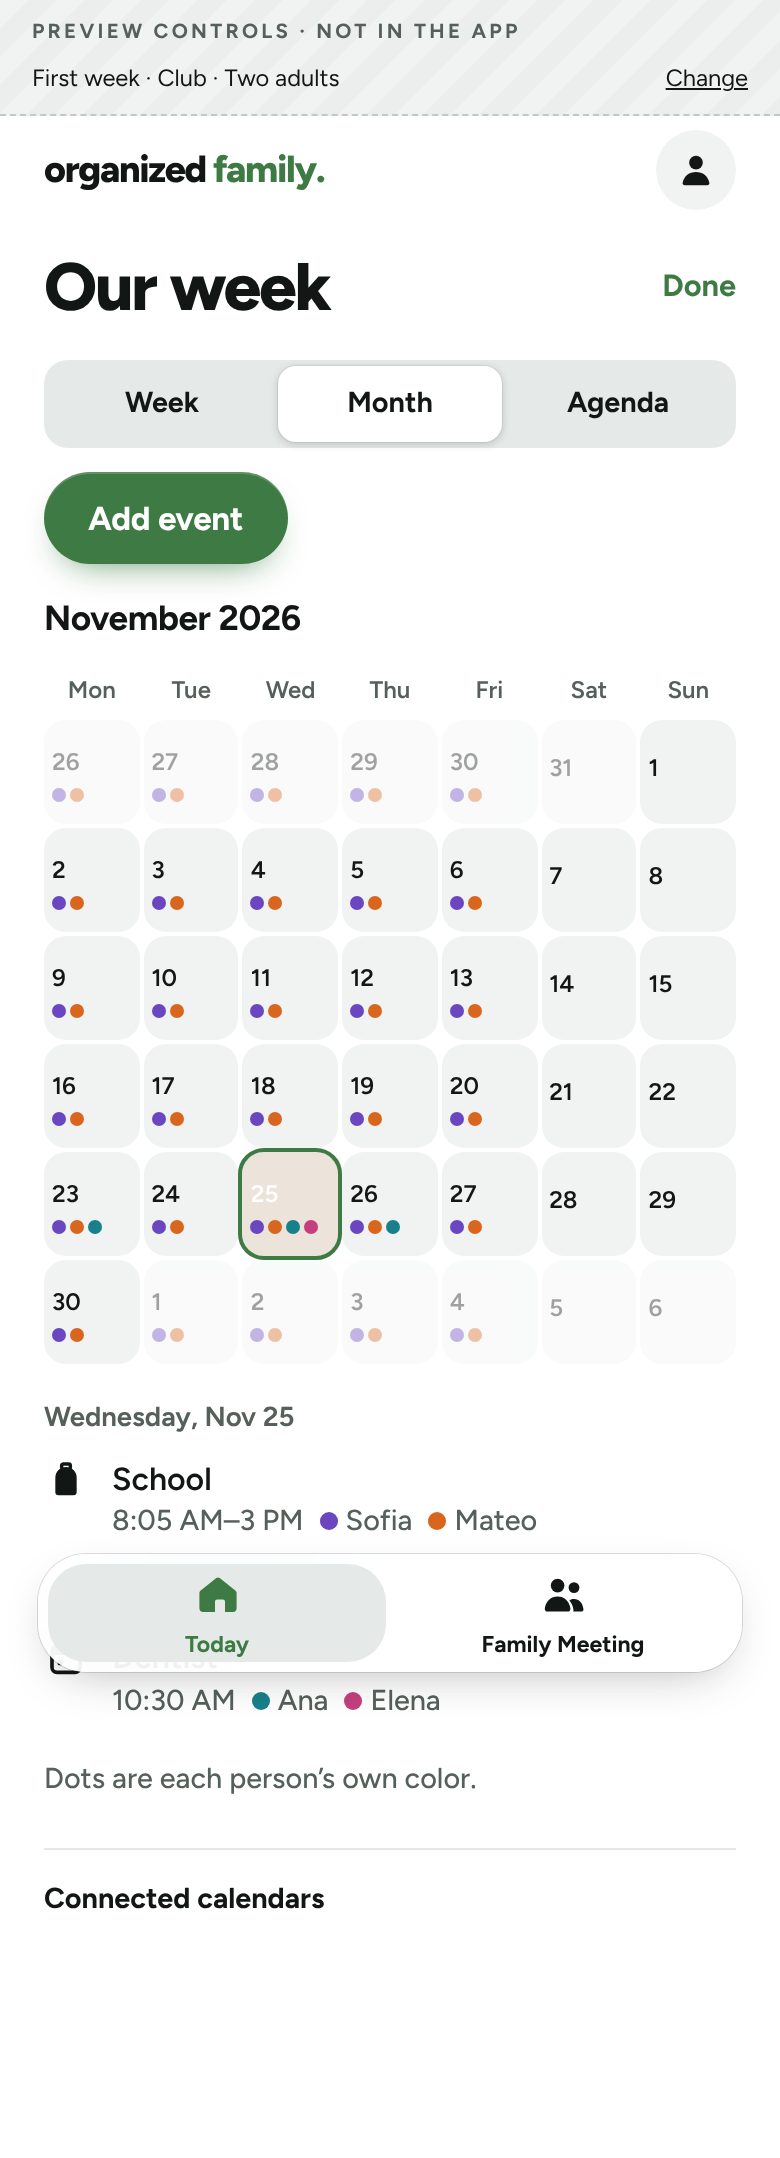 PREVIEW CONTROLS · NOT IN THE APP
First week · Club · Two adults Change
organized family.
Our week Done
Week Month Agenda
Add event
November 2026
Mon Tue Wed Thu Fri Sat Sun
26 27 28 29 30 31 1
2 3 4 5 6 7 8
9 10 11 12 13 14 15
16 17 18 19 20 21 22
23 24 25 26 27 28 29
30 1 2 3 4 5 6
Wednesday, Nov 25
School
8:05 AM–3 PM Sofia Mateo
Today Family Meeting
Dentist
10:30 AM Ana Elena
Dots are each person’s own color.
Connected calendars